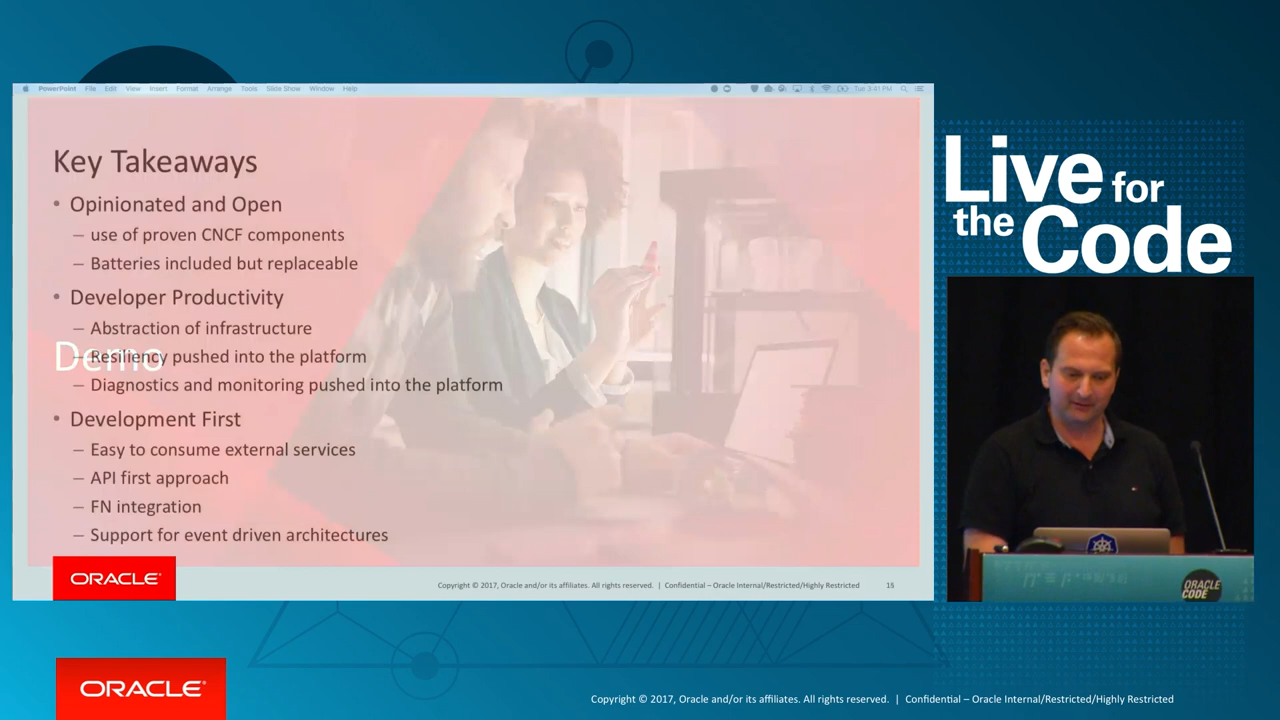 PowerPoint File Edit View Insert Format Arrange Tools Slide Show Window Help Tue 3:41 PM
Key Takeaways
• Opinionated and Open
– use of proven CNCF components
– Batteries included but replaceable
• Developer Productivity
– Abstraction of infrastructure
Demo
– Resiliency pushed into the platform
– Diagnostics and monitoring pushed into the platform
• Development First
– Easy to consume external services
– API first approach
– FN integration
– Support for event driven architectures
ORACLE®
Copyright © 2017, Oracle and/or its affiliates. All rights reserved. | Confidential – Oracle Internal/Restricted/Highly Restricted 15
Live for
the Code
ORACLE
CODE
ORACLE®
Copyright © 2017, Oracle and/or its affiliates. All rights reserved. | Confidential – Oracle Internal/Restricted/Highly Restricted